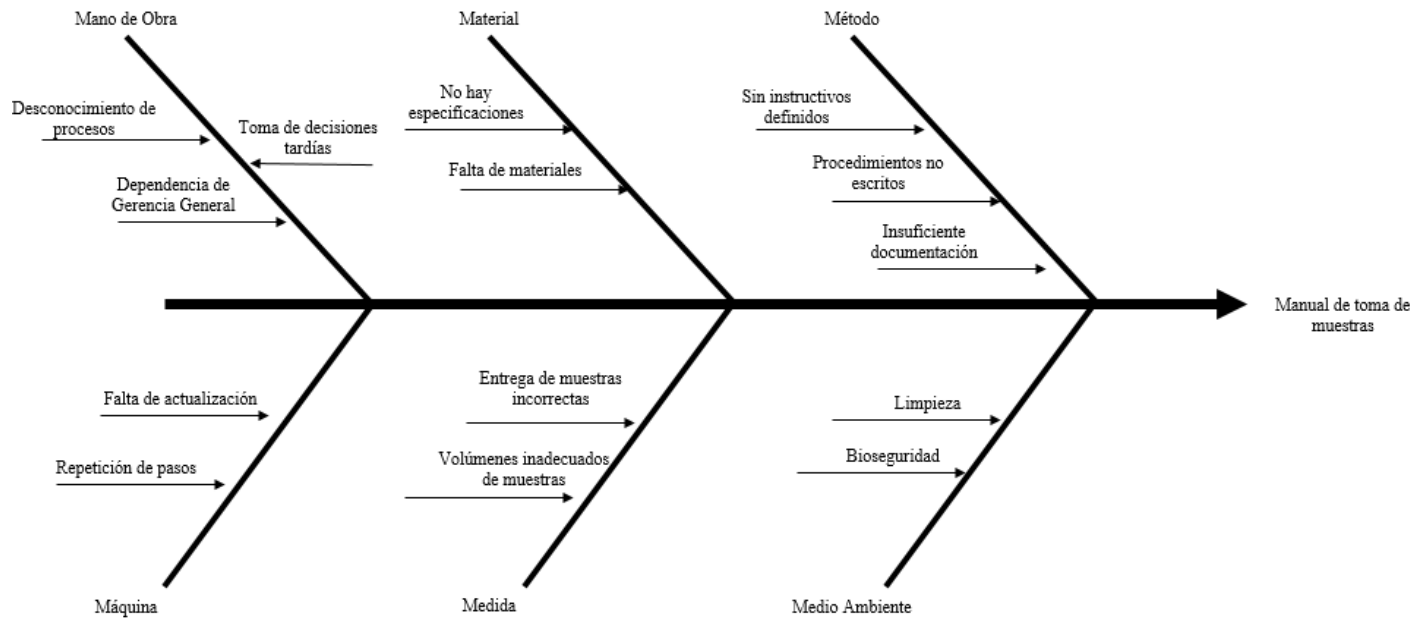 Mano de Obra
Material
Método
Desconocimiento de
procesos
Toma de decisiones
tardías
Dependencia de
Gerencia General
No hay
especificaciones
Falta de materiales
Sin instructivos
definidos
Procedimientos no
escritos
Insuficiente
documentación
Manual de toma de
muestras
Falta de actualización
Repetición de pasos
Entrega de muestras
incorrectas
Volúmenes inadecuados
de muestras
Limpieza
Bioseguridad
Máquina
Medida
Medio Ambiente